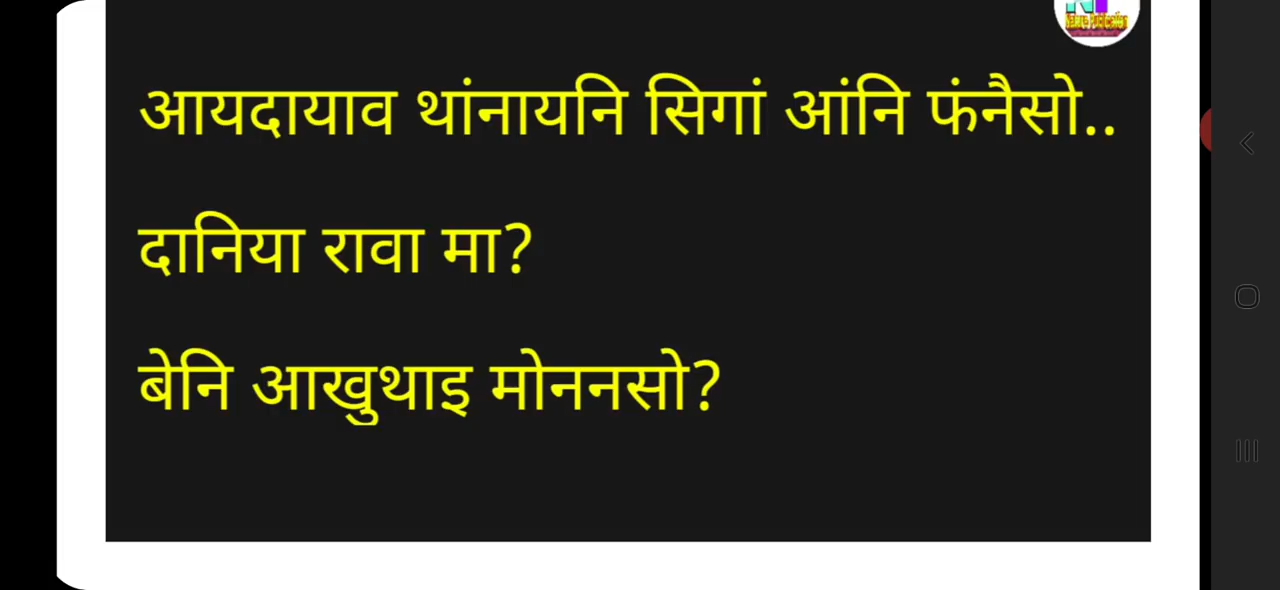 आयदायाव थांनायनि सिगां आंनि फंनैसो..
दानिया रावा मा?
बेनि आखुथाइ मोननसो?